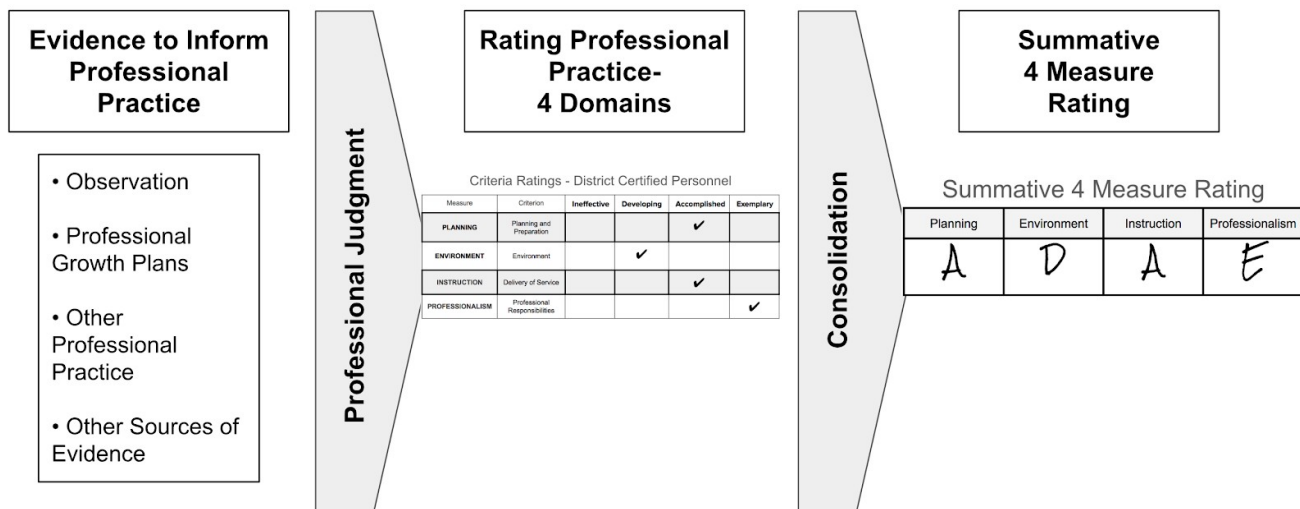 Evidence to Inform
Professional
Practice
• Observation
• Professional
Growth Plans
• Other
Professional
Practice
• Other Sources of
Evidence
Professional Judgment
Rating Professional
Practice-
4 Domains
Criteria Ratings - District Certified Personnel
Measure Criterion Ineffective Developing Accomplished Exemplary
PLANNING Planning and
Preparation ✓
ENVIRONMENT Environment ✓
INSTRUCTION Delivery of Service ✓
PROFESSIONALISM Professional
Responsibilities ✓
Consolidation
Summative
4 Measure
Rating
Summative 4 Measure Rating
Planning Environment Instruction Professionalism
A D A E